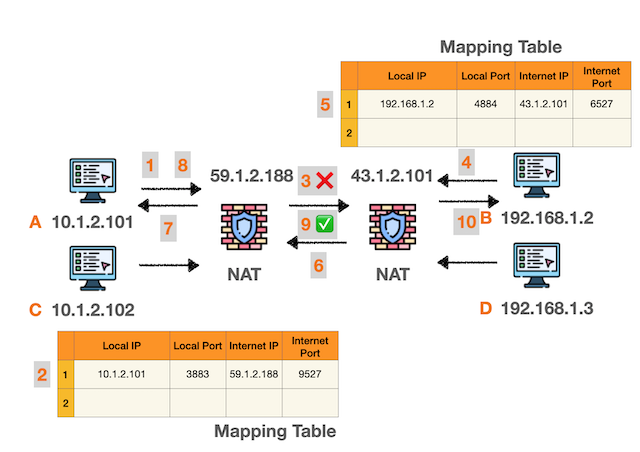 Mapping Table
Local IP Local Port Internet IP Internet Port
5 1 192.168.1.2 4884 43.1.2.101 6527
2
1 8 59.1.2.188 3 ❌ 43.1.2.101 4
A 10.1.2.101 7 9 ✅ 10 B 192.168.1.2
NAT 6 NAT
C 10.1.2.102 D 192.168.1.3
Local IP Local Port Internet IP Internet Port
2 1 10.1.2.101 3883 59.1.2.188 9527
2
Mapping Table